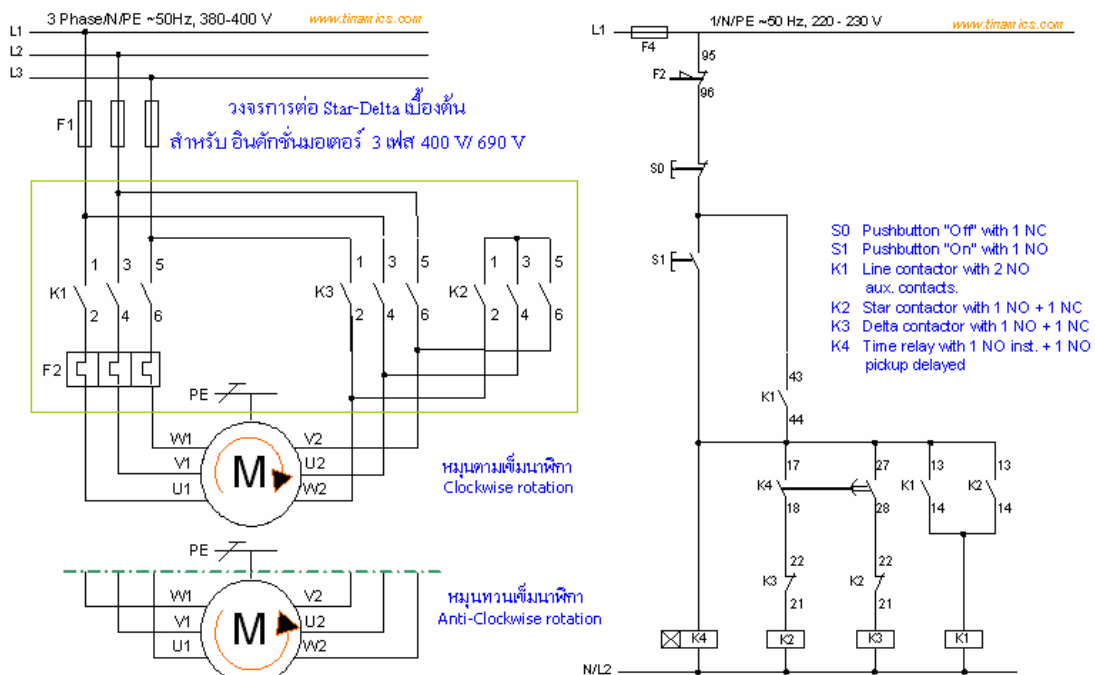 3 Phase/N/PE ~50Hz, 380-400 V
www.tinamics.com
L1
L2
L3
F1
วงจรการต่อ Star-Delta เบื้องต้น
สำหรับ อินดักชั่นมอเตอร์ 3 เฟส 400 V/ 690 V
1 3 5
K1
2 4 6
1 3 5
K3
2 4 6
1 3 5
K2
2 4 6
F2
PE
W1
V1
U1
M
V2
U2
W2
หมุนตามเข็มนาฬิกา
Clockwise rotation
PE
W1
V1
U1
M
V2
U2
W2
หมุนทวนเข็มนาฬิกา
Anti-Clockwise rotation
1/N/PE ~50 Hz, 220 - 230 V
www.tinamics.com
L1
F4
95
F2
96
S0
S1
S0 Pushbutton "Off" with 1 NC
S1 Pushbutton "On" with 1 NO
K1 Line contactor with 2 NO
aux. contacts.
K2 Star contactor with 1 NO + 1 NC
K3 Delta contactor with 1 NO + 1 NC
K4 Time relay with 1 NO inst. + 1 NO
pickup delayed
43
K1
44
17 27 13 13
K4 K1 K2
18 28 14 14
22 22
K3 K2
21 21
K4 K2 K3 K1
N/L2